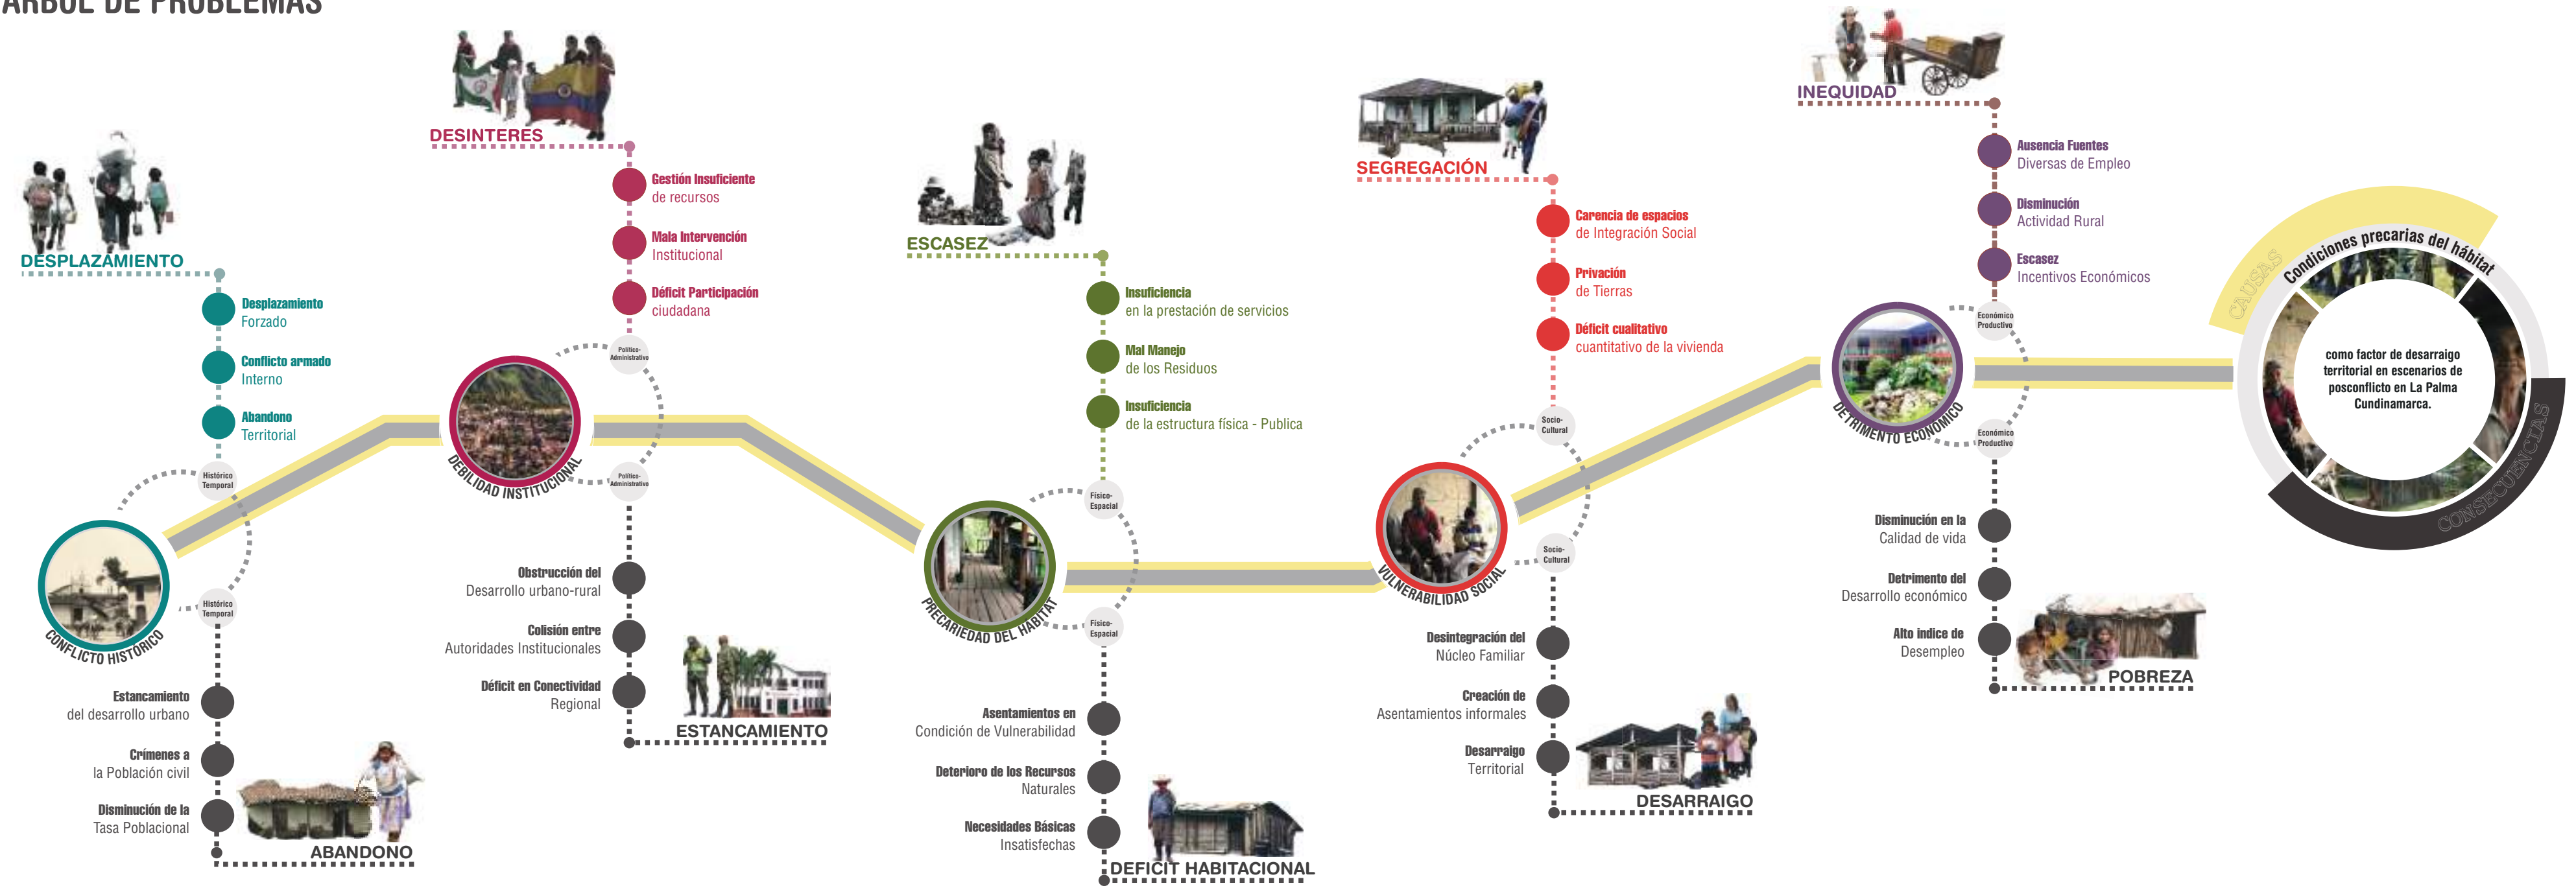 ÁRBOL DE PROBLEMAS
DESPLAZAMIENTO
Desplazamiento
Forzado
Conflicto armado
Interno
Abandono
Territorial
Histórico
Temporal
CONFLICTO HISTÓRICO
Histórico
Temporal
Estancamiento
del desarrollo urbano
Crímenes a
la Población civil
Disminución de la
Tasa Poblacional
ABANDONO
DESINTERES
Gestión Insuficiente
de recursos
Mala Intervención
Institucional
Déficit Participación
ciudadana
Político-
Administrativo
DEBILIDAD INSTITUCIONAL
Político-
Administrativo
Obstrucción del
Desarrollo urbano-rural
Colisión entre
Autoridades Institucionales
Déficit en Conectividad
Regional
ESTANCAMIENTO
ESCASEZ
Insuficiencia
en la prestación de servicios
Mal Manejo
de los Residuos
Insuficiencia
de la estructura física - Publica
Físico-
Espacial
PRECARIEDAD DEL HÁBITAT
Físico-
Espacial
Asentamientos en
Condición de Vulnerabilidad
Deterioro de los Recursos
Naturales
Necesidades Básicas
Insatisfechas
DEFICIT HABITACIONAL
SEGREGACIÓN
Carencia de espacios
de Integración Social
Privación
de Tierras
Déficit cualitativo
cuantitativo de la vivienda
Socio-
Cultural
VULNERABILIDAD SOCIAL
Socio-
Cultural
Desintegración del
Núcleo Familiar
Creación de
Asentamientos informales
Desarraigo
Territorial
DESARRAIGO
INEQUIDAD
Ausencia Fuentes
Diversas de Empleo
Disminución
Actividad Rural
Escasez
Incentivos Económicos
Económico
Productivo
DETRIMENTO ECONÓMICO
Económico
Productivo
Disminución en la
Calidad de vida
Detrimento del
Desarrollo económico
Alto indice de
Desempleo
POBREZA
CAUSAS
Condiciones precarias del hábitat
como factor de desarraigo
territorial en escenarios de
posconflicto en La Palma
Cundinamarca.
CONSECUENCIAS